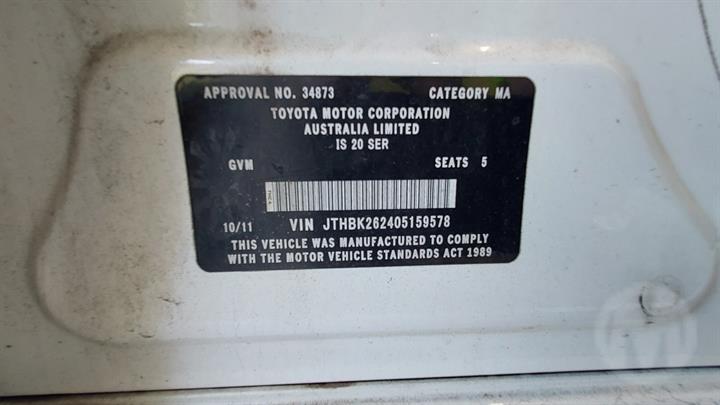 APPROVAL NO. 34873 CATEGORY MA
TOYOTA MOTOR CORPORATION
AUSTRALIA LIMITED
IS 20 SER
GVM SEATS 5
10/11 VIN JTHBK262405159578
THIS VEHICLE WAS MANUFACTURED TO COMPLY
WITH THE MOTOR VEHICLE STANDARDS ACT 1989